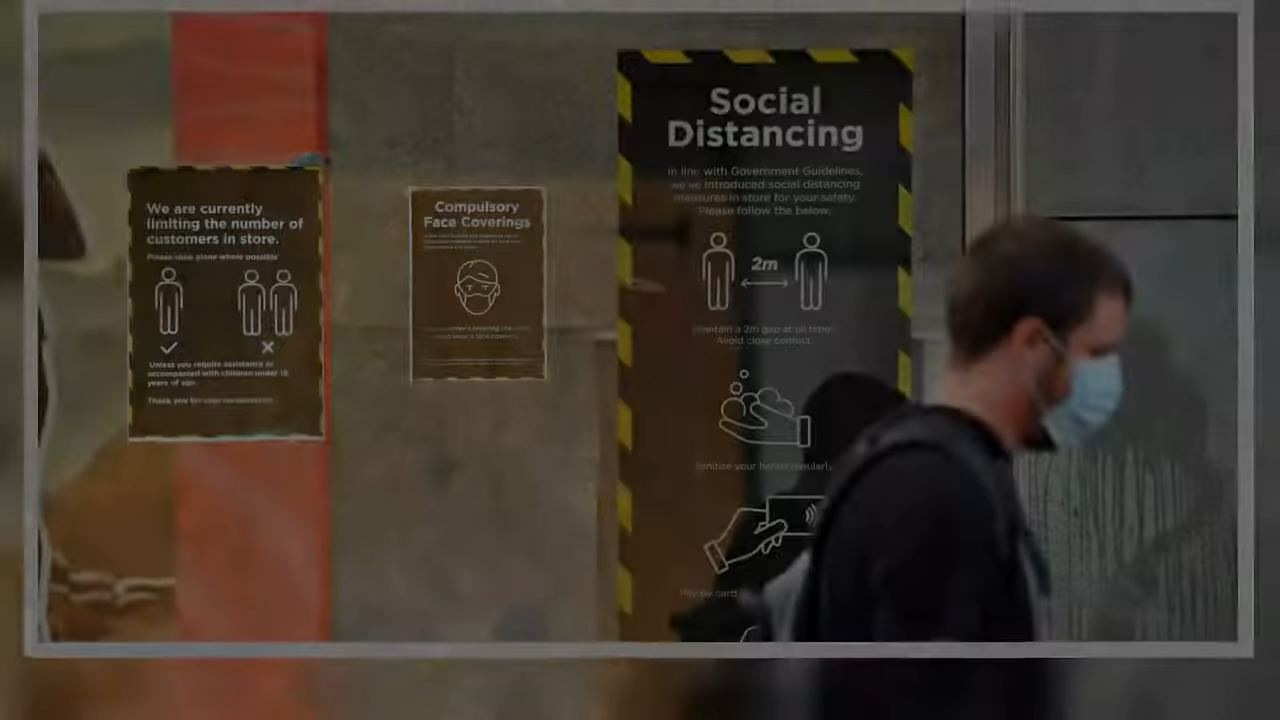 We are currently
limiting the number of
customers in store.
Please shop alone where possible
Unless you require assistance or
accompanied with children under 18
years of age.
Thank you for your cooperation.
Compulsory
Face Coverings
Social
Distancing
In line with Government Guidelines,
we've introduced social distancing
measures in store for your safety.
Please follow the below:
2m
Maintain a 2m gap at all times.
Avoid close contact
Sanitise your hands regularly
Pay by card